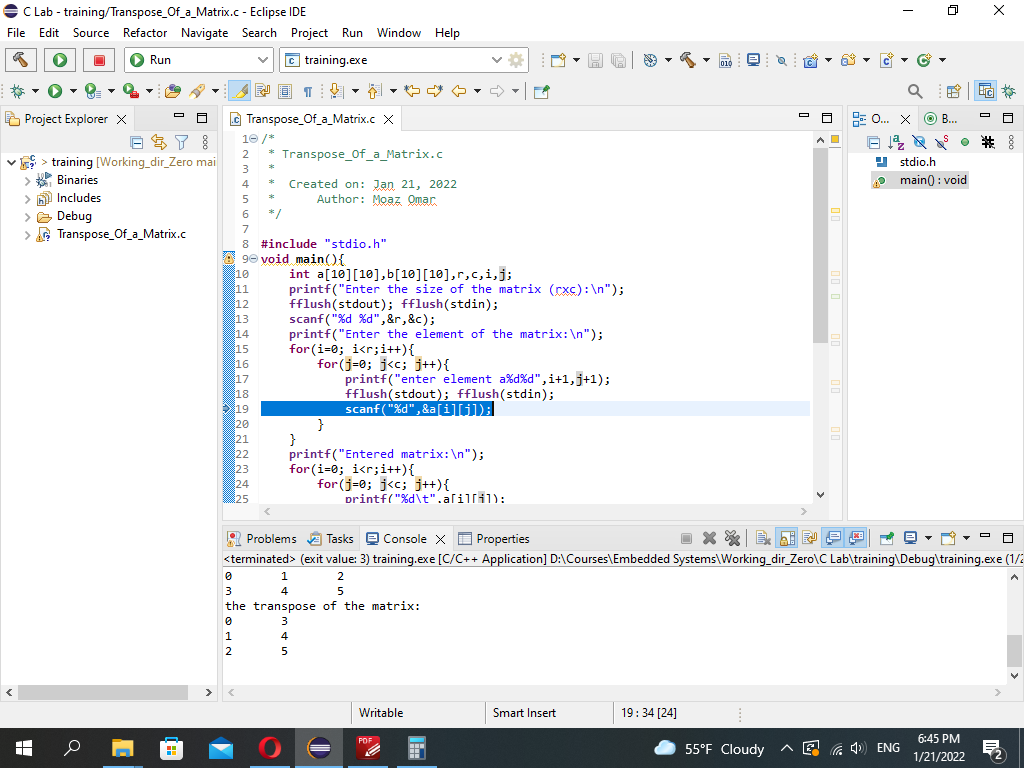 C Lab - training/Transpose_Of_a_Matrix.c - Eclipse IDE
File Edit Source Refactor Navigate Search Project Run Window Help
Run
training.exe
010
Project Explorer
> training [Working_dir_Zero mai
Binaries
Includes
Debug
Transpose_Of_a_Matrix.c
Transpose_Of_a_Matrix.c
1 /*
2 * Transpose_Of_a_Matrix.c
3 *
4 * Created on: Jan 21, 2022
5 * Author: Moaz Omar
6 */
7
8 #include "stdio.h"
9 void main(){
10 int a[10][10],b[10][10],r,c,i,j;
11 printf("Enter the size of the matrix (rxc):\n");
12 fflush(stdout); fflush(stdin);
13 scanf("%d %d",&r,&c);
14 printf("Enter the element of the matrix:\n");
15 for(i=0; i<r;i++){
16 for(j=0; j<c; j++){
17 printf("enter element a%d%d",i+1,j+1);
18 fflush(stdout); fflush(stdin);
19 scanf("%d",&a[i][j]);
20 }
21 }
22 printf("Entered matrix:\n");
23 for(i=0; i<r;i++){
24 for(j=0; j<c; j++){
25 printf("%d\t",a[i][j]);
O...
B...
stdio.h
main() : void
Problems Tasks Console Properties
<terminated> (exit value: 3) training.exe [C/C++ Application] D:\Courses\Embedded Systems\Working_dir_Zero\C Lab\training\Debug\training.exe (1/2
0 1 2
3 4 5
the transpose of the matrix:
0 3
1 4
2 5
Writable
Smart Insert
19 : 34 [24]
PDF
55°F Cloudy
ENG
6:45 PM
1/21/2022
2